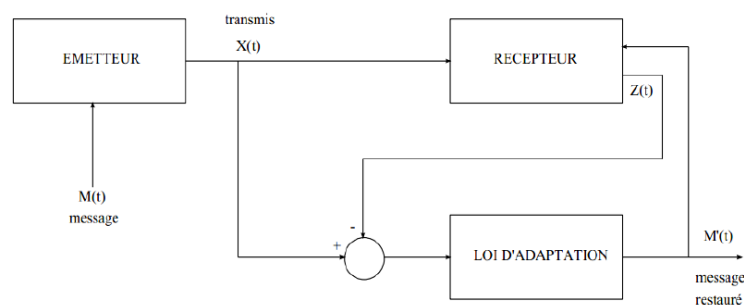 transmis
X(t)
EMETTEUR
RECEPTEUR
Z(t)
M(t)
message
-
+
LOI D'ADAPTATION
M'(t)
message
restauré